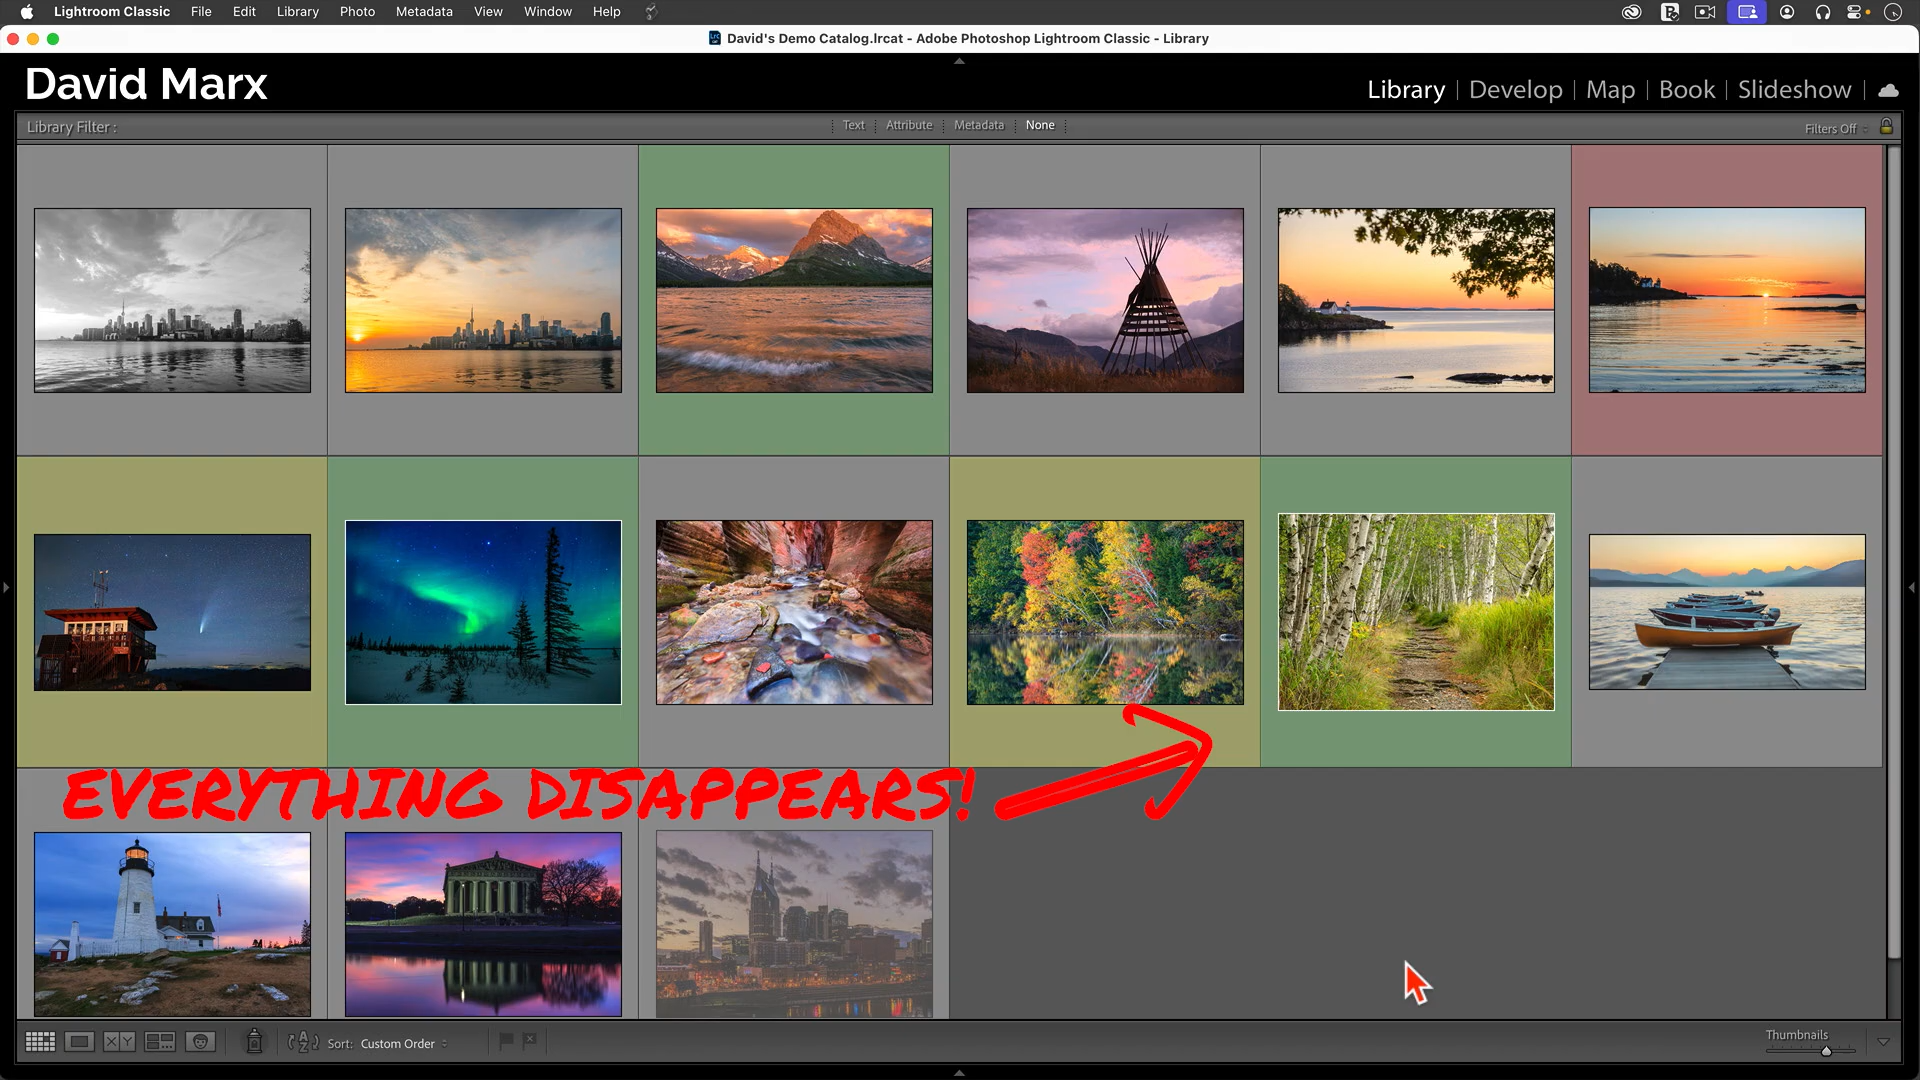 Lightroom Classic File Edit Library Photo Metadata View Window Help
David's Demo Catalog.lrcat - Adobe Photoshop Lightroom Classic - Library
David Marx
Library | Develop | Map | Book | Slideshow |
Library Filter : Text Attribute Metadata None Filters Off
EVERYTHING DISAPPEARS!
Sort: Custom Order Thumbnails